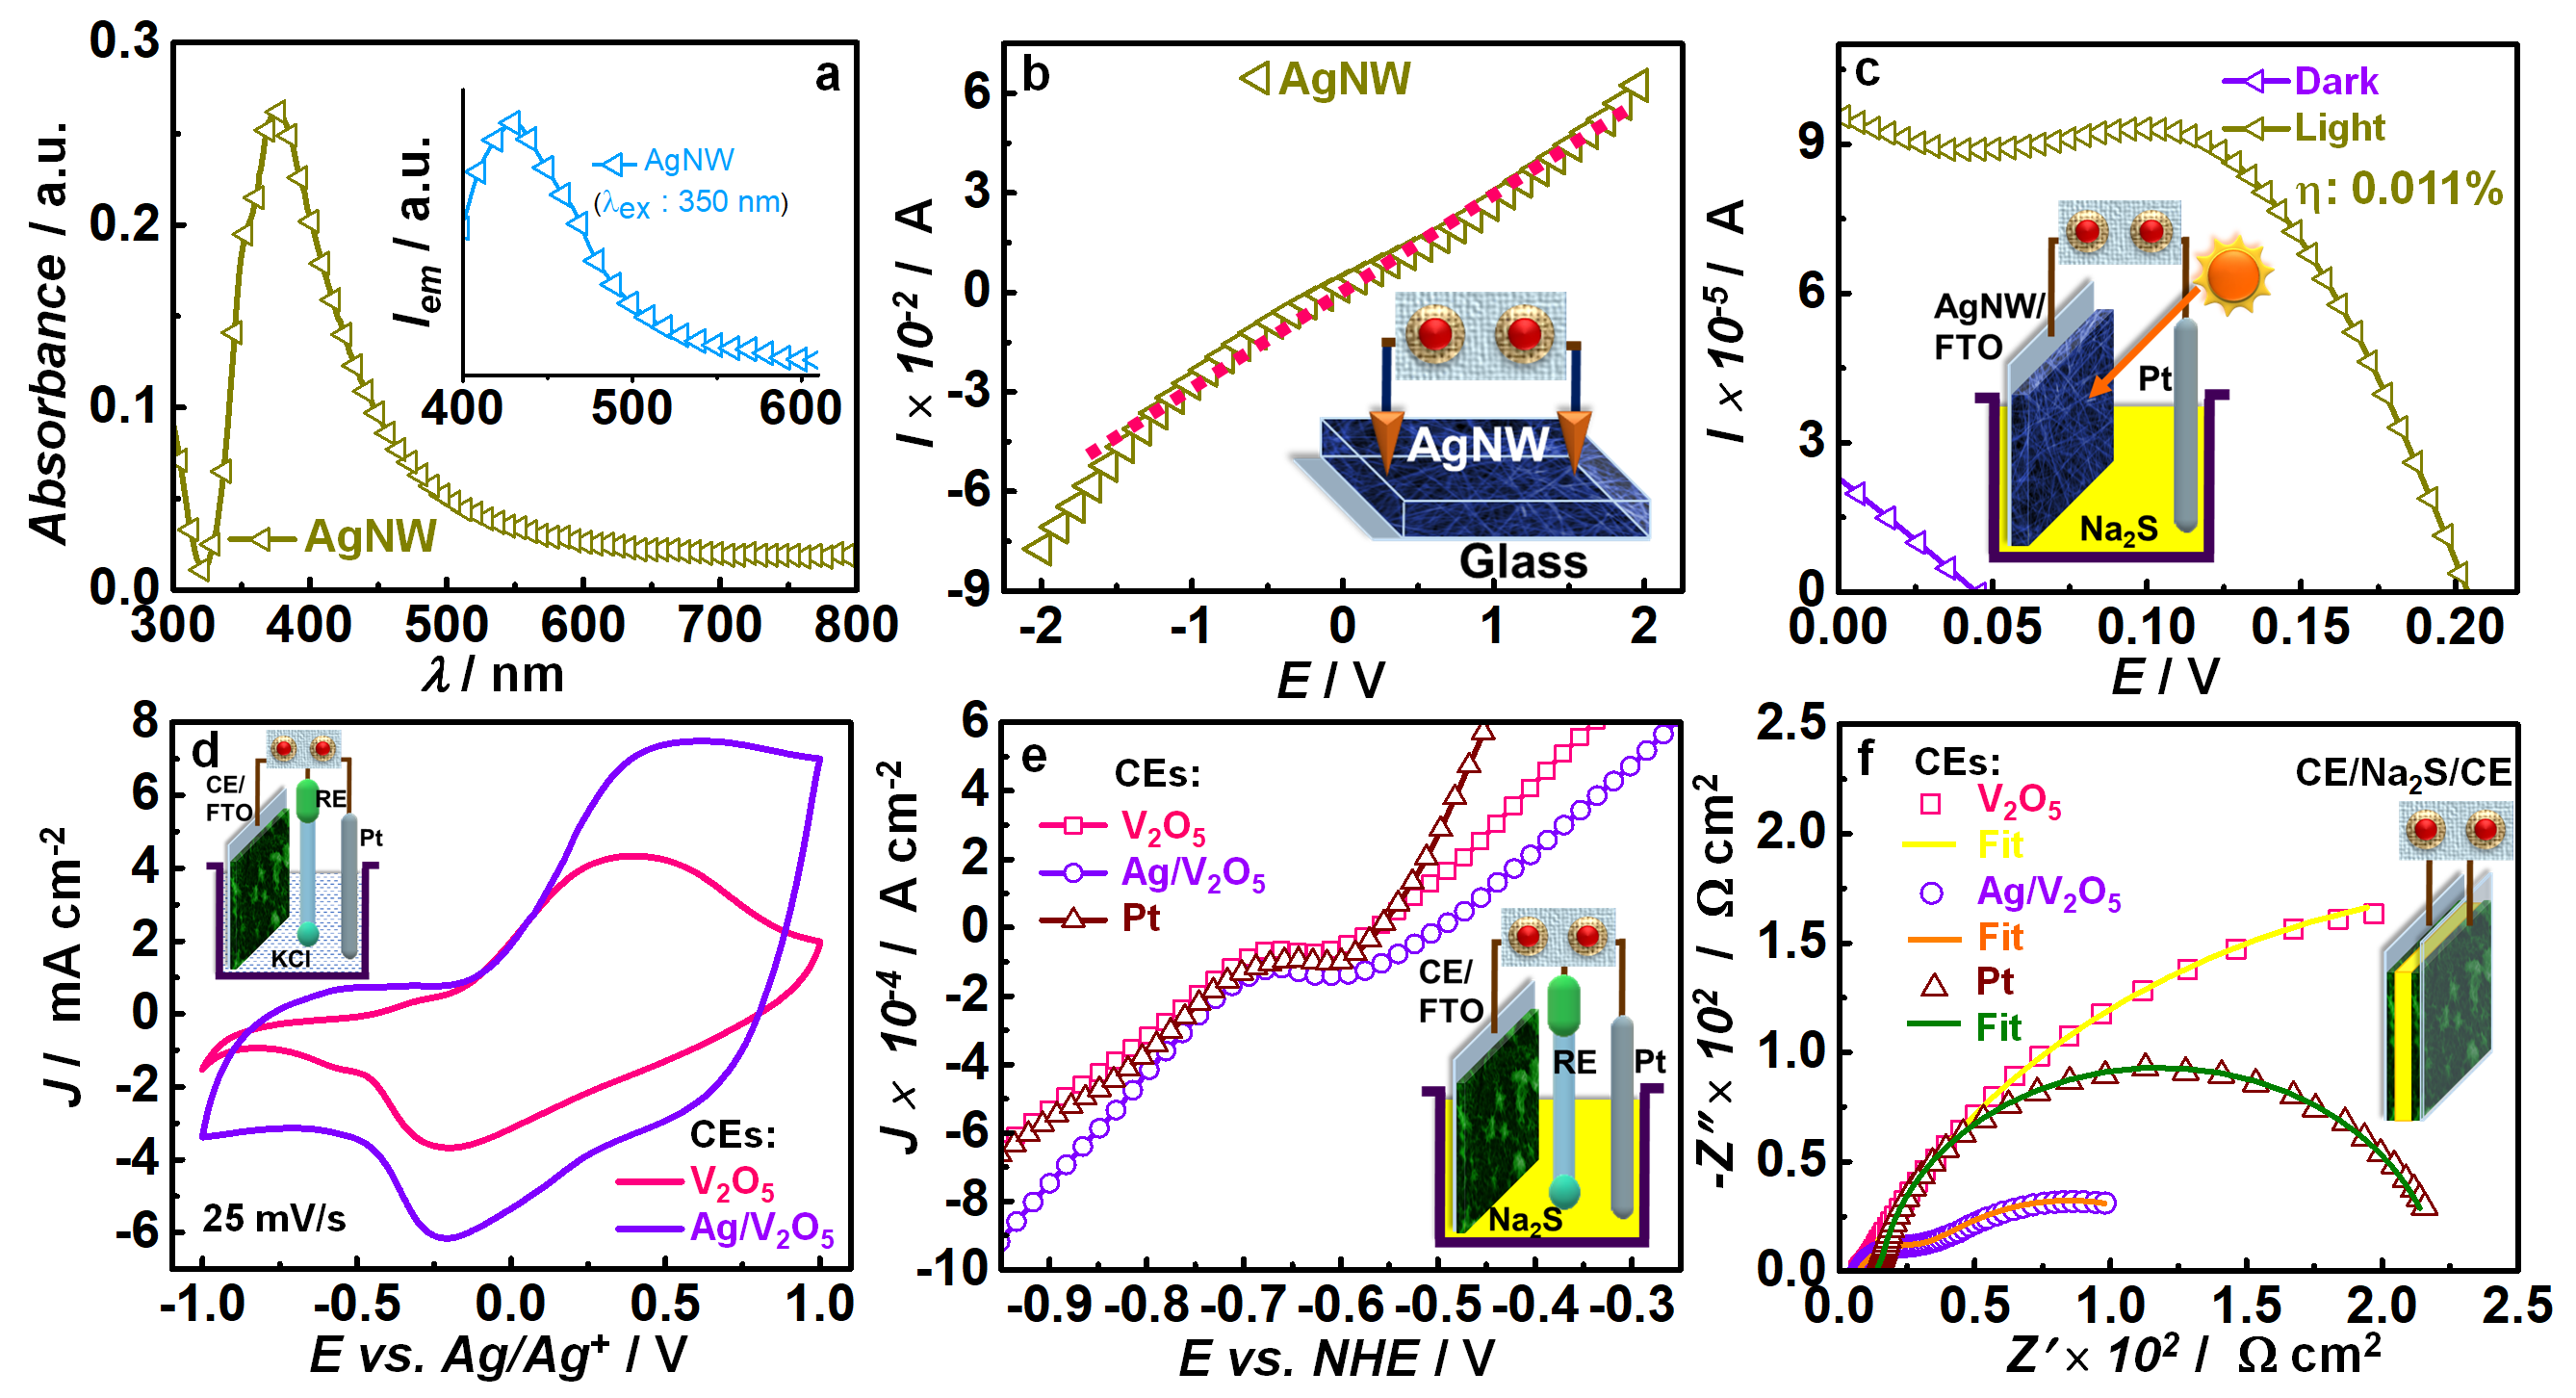 a
0.3
0.2
0.1
0.0
Absorbance / a.u.
300 400 500 600 700 800
λ / nm
AgNW
I em / a.u.
AgNW
(λex : 350 nm)
400 500 600
b
AgNW
6
3
0
-3
-6
-9
I × 10-2 / A
-2 -1 0 1 2
E / V
AgNW
Glass
c
Dark
Light
η: 0.011%
9
6
3
0
I × 10-5 / A
0.00 0.05 0.10 0.15 0.20
E / V
AgNW/
FTO
Pt
Na2S
d
8
6
4
2
0
-2
-4
-6
J / mA cm-2
-1.0 -0.5 0.0 0.5 1.0
E vs. Ag/Ag+ / V
CE/
FTO
RE
Pt
KCl
CEs:
V2O5
Ag/V2O5
25 mV/s
e
6
4
2
0
-2
-4
-6
-8
-10
J × 10-4 / A cm-2
-0.9 -0.8 -0.7 -0.6 -0.5 -0.4 -0.3
E vs. NHE / V
CEs:
V2O5
Ag/V2O5
Pt
CE/
FTO
RE
Pt
Na2S
f
2.5
2.0
1.5
1.0
0.5
0.0
-Z″ × 102 / Ω cm2
0.0 0.5 1.0 1.5 2.0 2.5
Z′ × 102 / Ω cm2
CEs:
V2O5
Fit
Ag/V2O5
Fit
Pt
Fit
CE/Na2S/CE